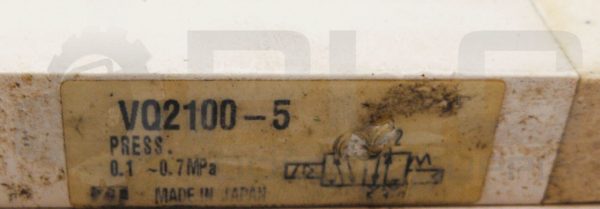 VQ2100-5
PRESS.
0.1 ~0.7MPa
MADE IN JAPAN